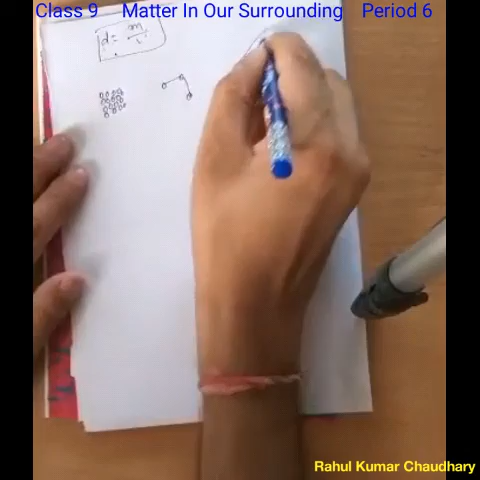 Class 9 Matter In Our Surrounding Period 6
d = m/v
Rahul Kumar Chaudhary